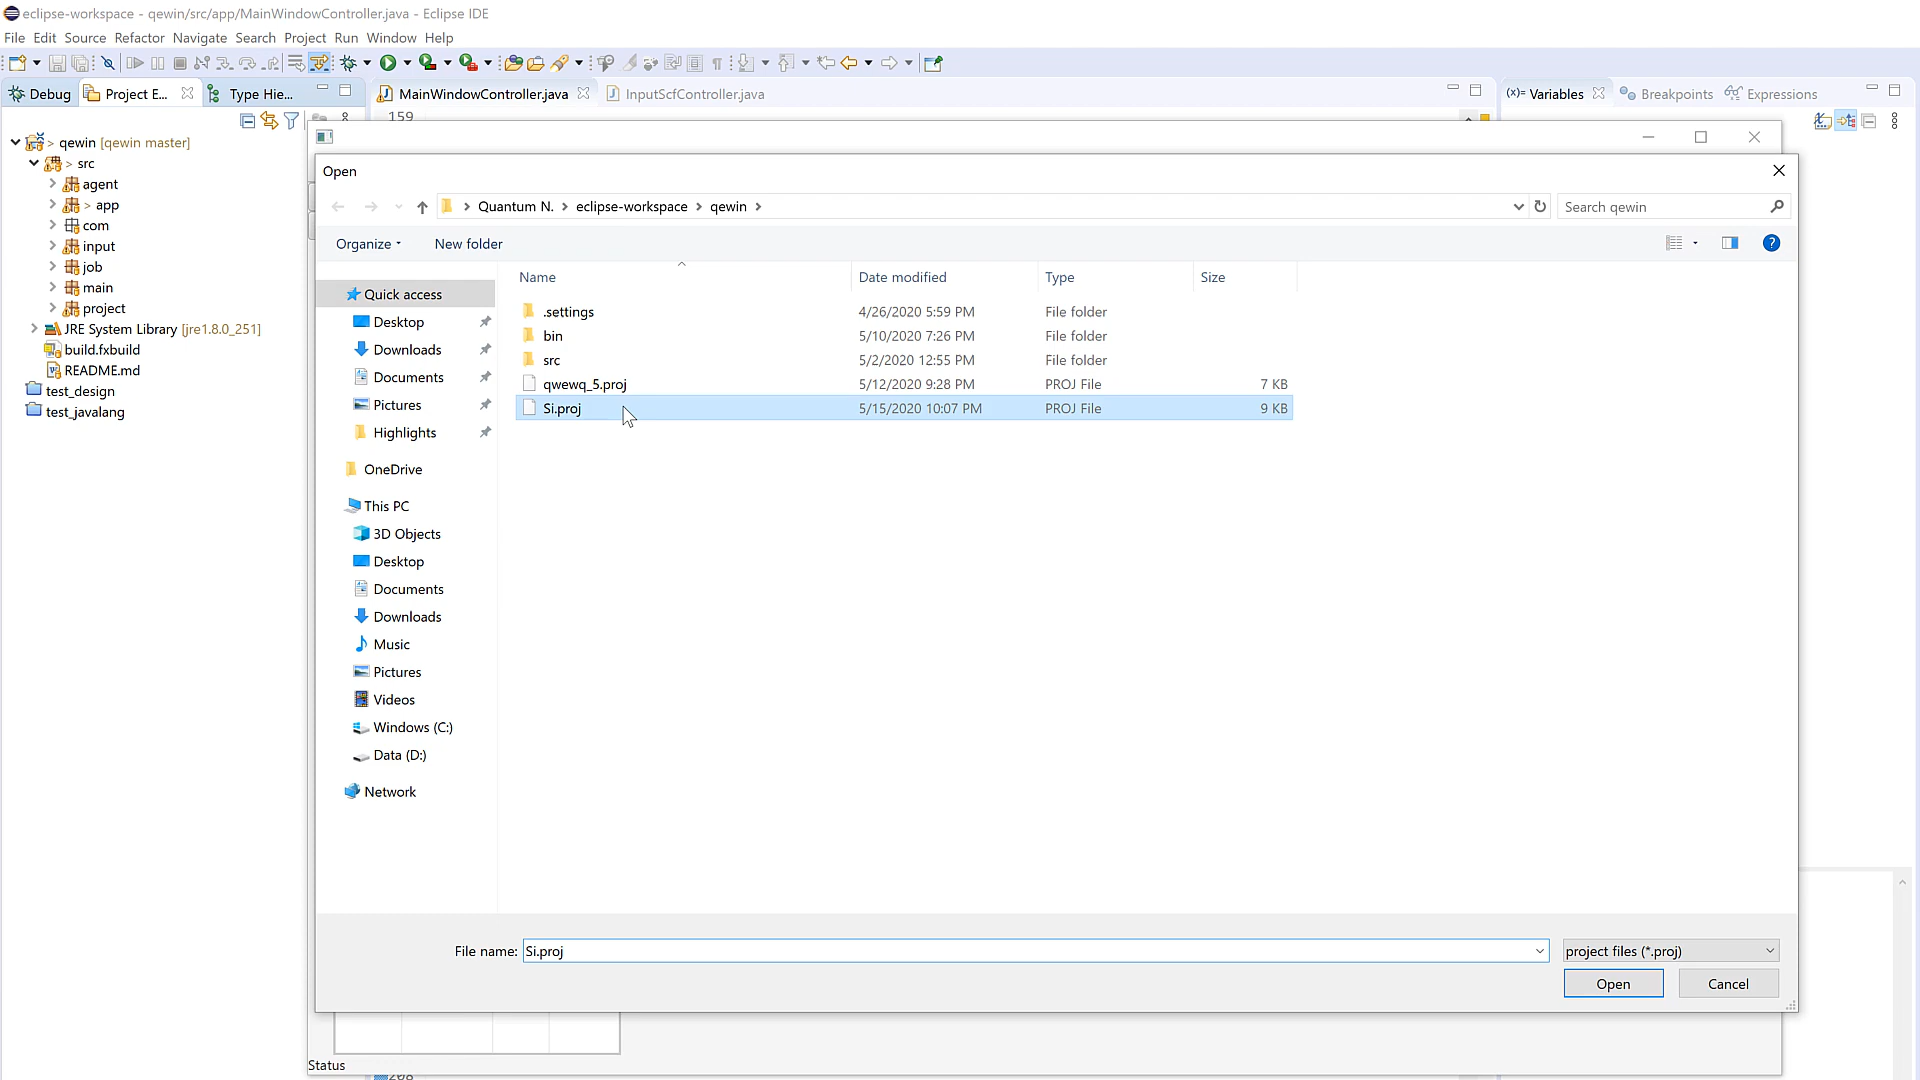 eclipse-workspace - qewin/src/app/MainWindowController.java - Eclipse IDE
File Edit Source Refactor Navigate Search Project Run Window Help
Debug Project E... Type Hie... MainWindowController.java InputScfController.java (x)= Variables Breakpoints Expressions
159
> qewin [qewin master]
> src
agent
> app
com
input
job
main
project
JRE System Library [jre1.8.0_251]
build.fxbuild
README.md
test_design
test_javalang
Open
Quantum N. > eclipse-workspace > qewin >
Search qewin
Organize
New folder
Name Date modified Type Size
.settings 4/26/2020 5:59 PM File folder
bin 5/10/2020 7:26 PM File folder
src 5/2/2020 12:55 PM File folder
qwewq_5.proj 5/12/2020 9:28 PM PROJ File 7 KB
Si.proj 5/15/2020 10:07 PM PROJ File 9 KB
Quick access
Desktop
Downloads
Documents
Pictures
Highlights
OneDrive
This PC
3D Objects
Desktop
Documents
Downloads
Music
Pictures
Videos
Windows (C:)
Data (D:)
Network
File name: Si.proj
project files (*.proj)
Open Cancel
Status
208